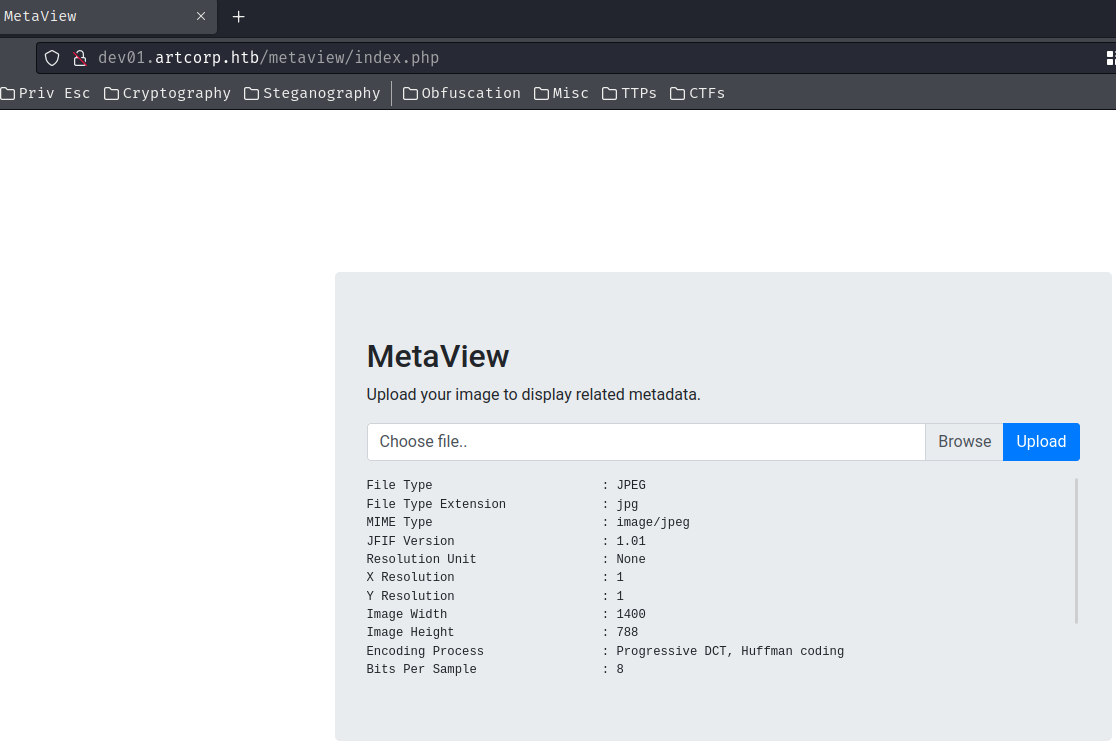 MetaView
dev01.artcorp.htb/metaview/index.php
Priv Esc Cryptography Steganography Obfuscation Misc TTPs CTFs
MetaView
Upload your image to display related metadata.
Choose file.. Browse Upload
File Type : JPEG
File Type Extension : jpg
MIME Type : image/jpeg
JFIF Version : 1.01
Resolution Unit : None
X Resolution : 1
Y Resolution : 1
Image Width : 1400
Image Height : 788
Encoding Process : Progressive DCT, Huffman coding
Bits Per Sample : 8